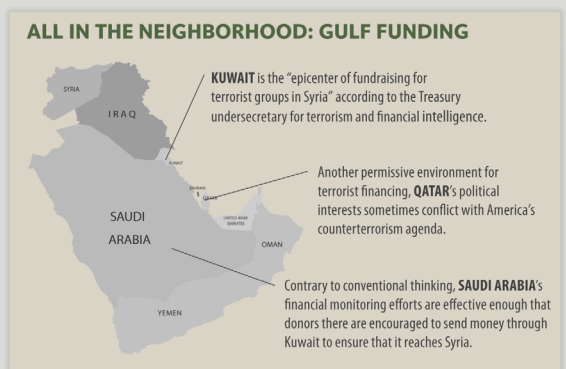 ALL IN THE NEIGHBORHOOD: GULF FUNDING
SYRIA
IRAQ
KUWAIT
BAHRAIN
QATAR
UNITED ARAB
EMIRATES
SAUDI
ARABIA
OMAN
YEMEN
KUWAIT is the “epicenter of fundraising for
terrorist groups in Syria” according to the Treasury
undersecretary for terrorism and financial intelligence.
Another permissive environment for
terrorist financing, QATAR’s political
interests sometimes conflict with America’s
counterterrorism agenda.
Contrary to conventional thinking, SAUDI ARABIA’s
financial monitoring efforts are effective enough that
donors there are encouraged to send money through
Kuwait to ensure that it reaches Syria.